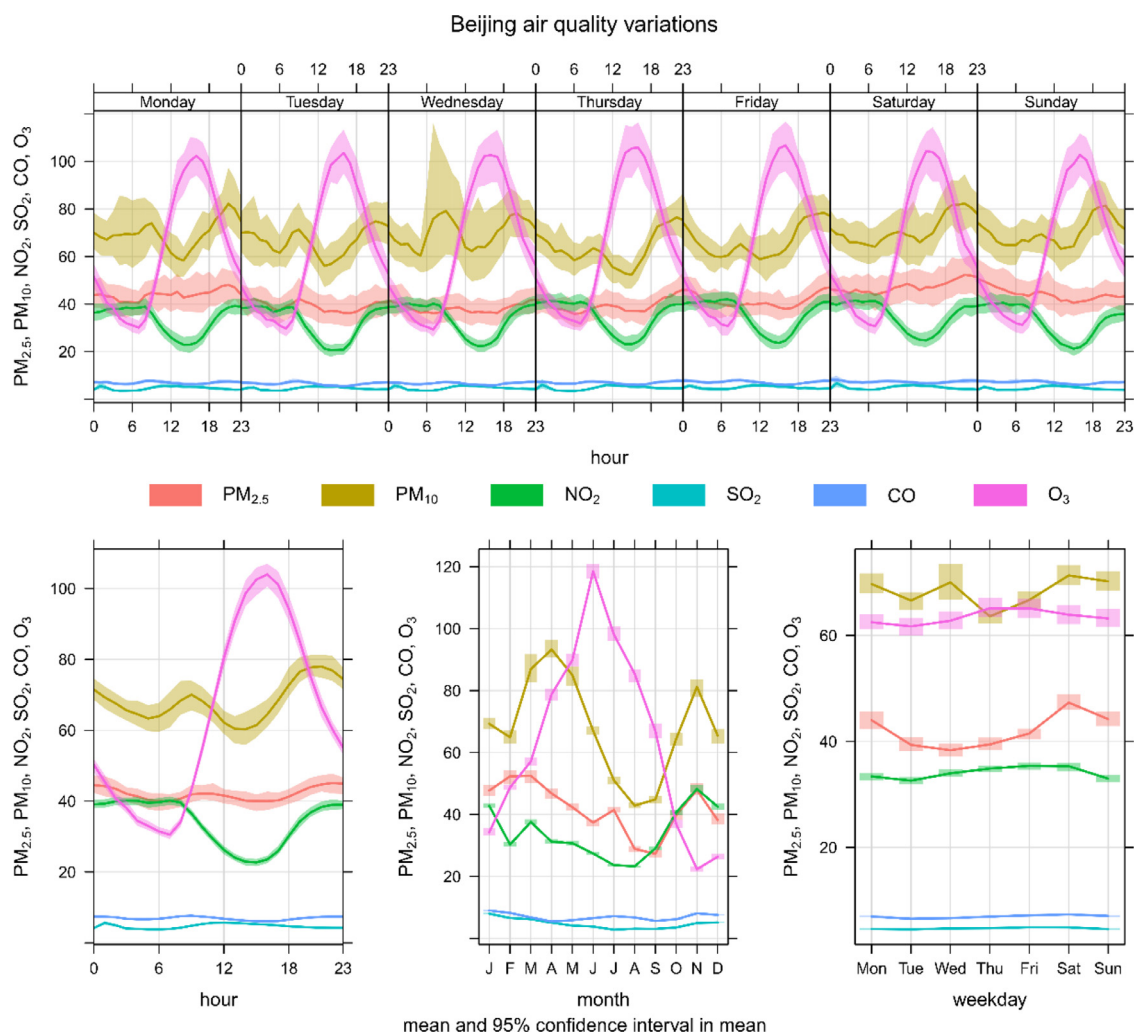 Beijing air quality variations
0 6 12 18 23 0 6 12 18 23 0 6 12 18 23
Monday Tuesday Wednesday Thursday Friday Saturday Sunday
PM2.5, PM10, NO2, SO2, CO, O3
100
80
60
40
20
0 6 12 18 23 0 6 12 18 23 0 6 12 18 23 0 6 12 18 23
hour
PM2.5 PM10 NO2 SO2 CO O3
PM2.5, PM10, NO2, SO2, CO, O3
100
80
60
40
20
0 6 12 18 23
hour
PM2.5, PM10, NO2, SO2, CO, O3
120
100
80
60
40
20
0
J F M A M J J A S O N D
month
PM2.5, PM10, NO2, SO2, CO, O3
60
40
20
Mon Tue Wed Thu Fri Sat Sun
weekday
mean and 95% confidence interval in mean